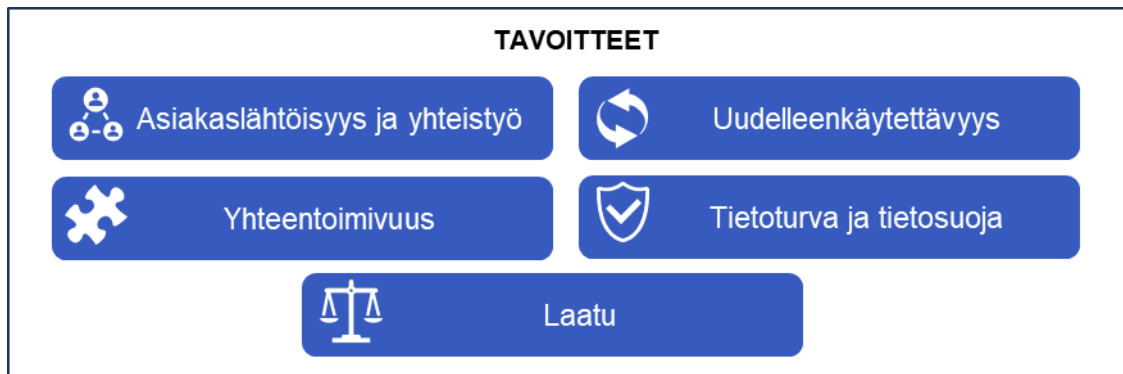 TAVOITTEET
Asiakaslähtöisyys ja yhteistyö
Uudelleenkäytettävyys
Yhteentoimivuus
Tietoturva ja tietosuoja
Laatu